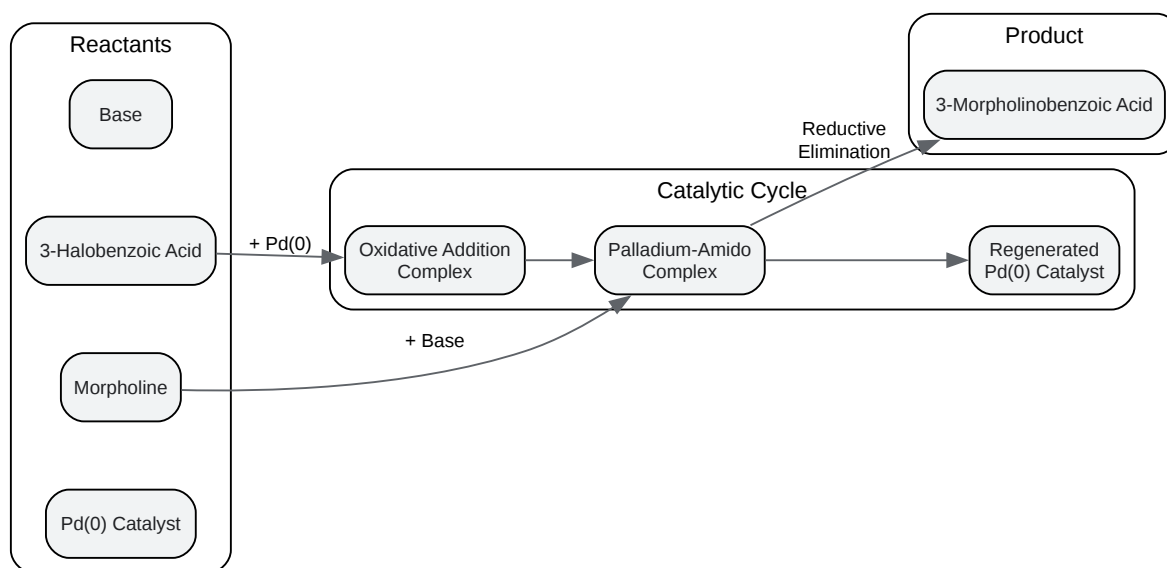 Reactants
Base
3-Halobenzoic Acid
Morpholine
Pd(0) Catalyst
+ Pd(0)
+ Base
Catalytic Cycle
Oxidative Addition
Complex
Palladium-Amido
Complex
Regenerated
Pd(0) Catalyst
Reductive
Elimination
Product
3-Morpholinobenzoic Acid